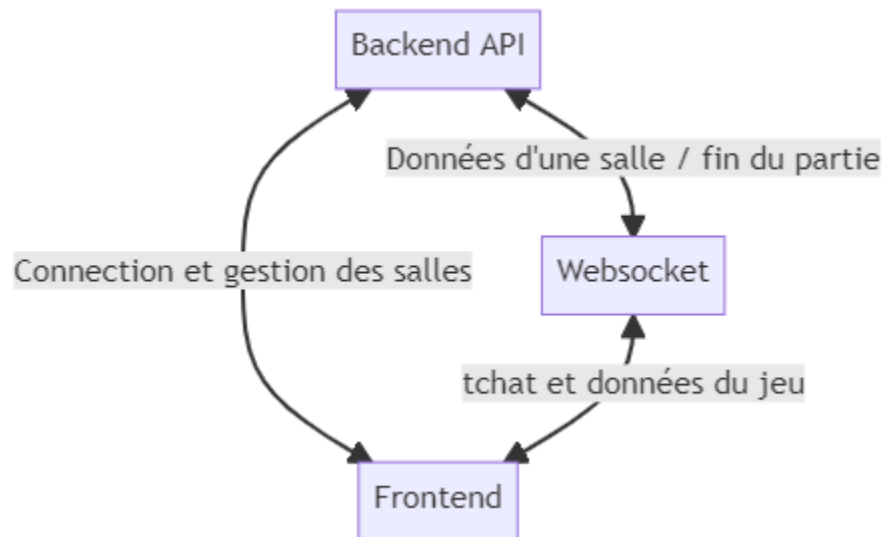 Backend API
Données d'une salle / fin du partie
Connection et gestion des salles
Websocket
tchat et données du jeu
Frontend